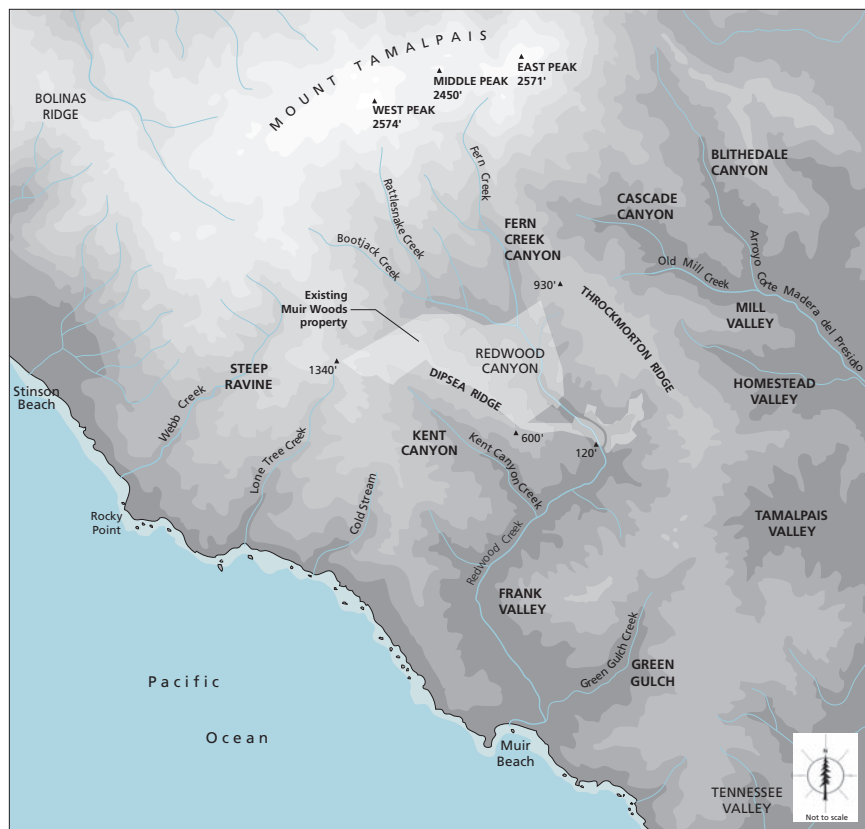 MOUNT TAMALPAIS
EAST PEAK
2571'
MIDDLE PEAK
2450'
WEST PEAK
2574'
BOLINAS
RIDGE
Fern Creek
Rattlesnake Creek
BLITHEDALE
CANYON
CASCADE
CANYON
FERN
CREEK
CANYON
Bootjack Creek
Old Mill Creek
Arroyo Corte Madera del Presido
930'
THROCKMORTON RIDGE
Existing
Muir Woods
property
MILL
VALLEY
REDWOOD
CANYON
STEEP
RAVINE
1340'
DIPSEA RIDGE
HOMESTEAD
VALLEY
Stinson
Beach
Webb Creek
Lone Tree Creek
KENT
CANYON
600'
120'
Kent Canyon Creek
Cold Stream
Rocky
Point
TAMALPAIS
VALLEY
Redwood Creek
FRANK
VALLEY
Green Gulch Creek
GREEN
GULCH
Pacific
Ocean
Muir
Beach
N
TENNESSEE
VALLEY
Not to scale